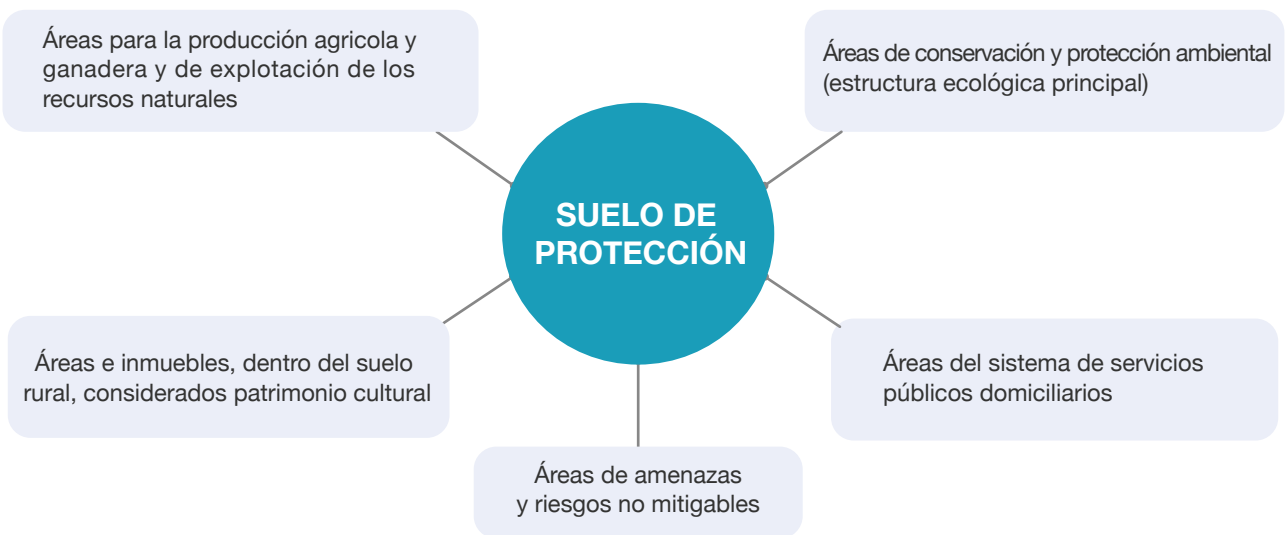 Áreas para la producción agricola y
ganadera y de explotación de los
recursos naturales
Áreas de conservación y protección ambiental
(estructura ecológica principal)
SUELO DE
PROTECCIÓN
Áreas e inmuebles, dentro del suelo
rural, considerados patrimonio cultural
Áreas del sistema de servicios
públicos domiciliarios
Áreas de amenazas
y riesgos no mitigables